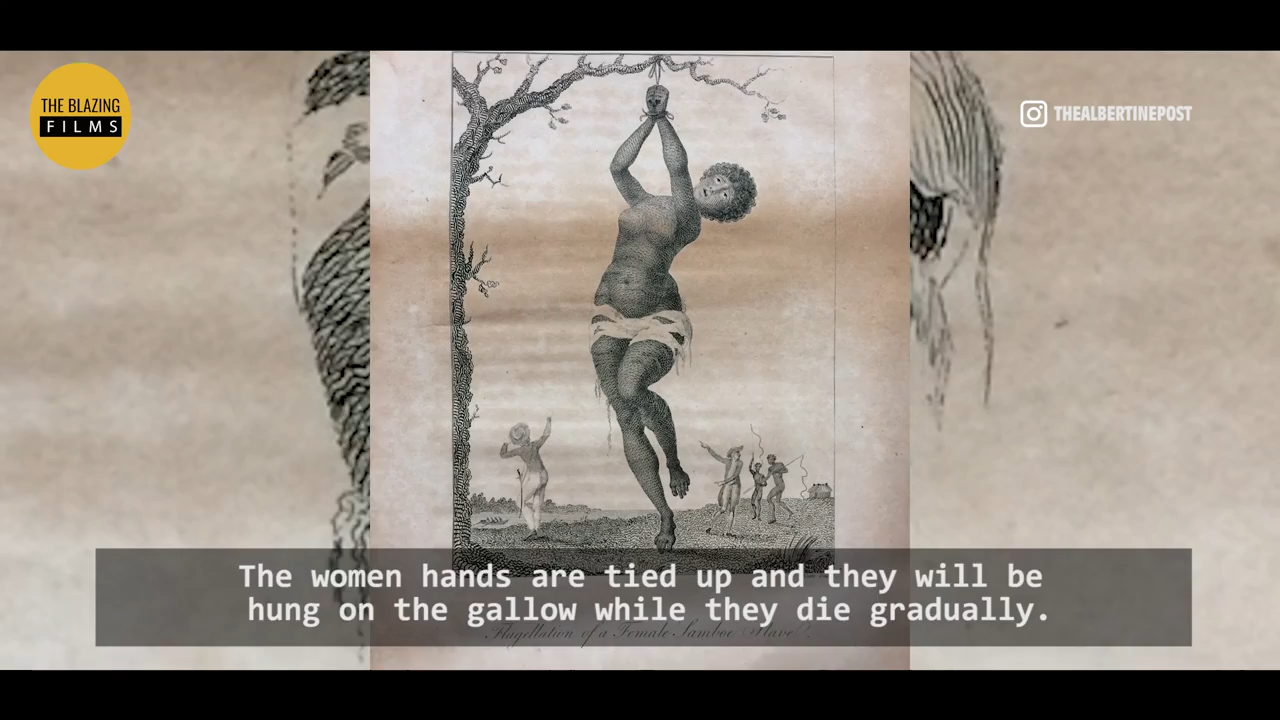 THE BLAZING
FILMS
THEALBERTINEPOST
The women hands are tied up and they will be
hung on the gallow while they die gradually.
Flagellation of a Female Samboe Slave.